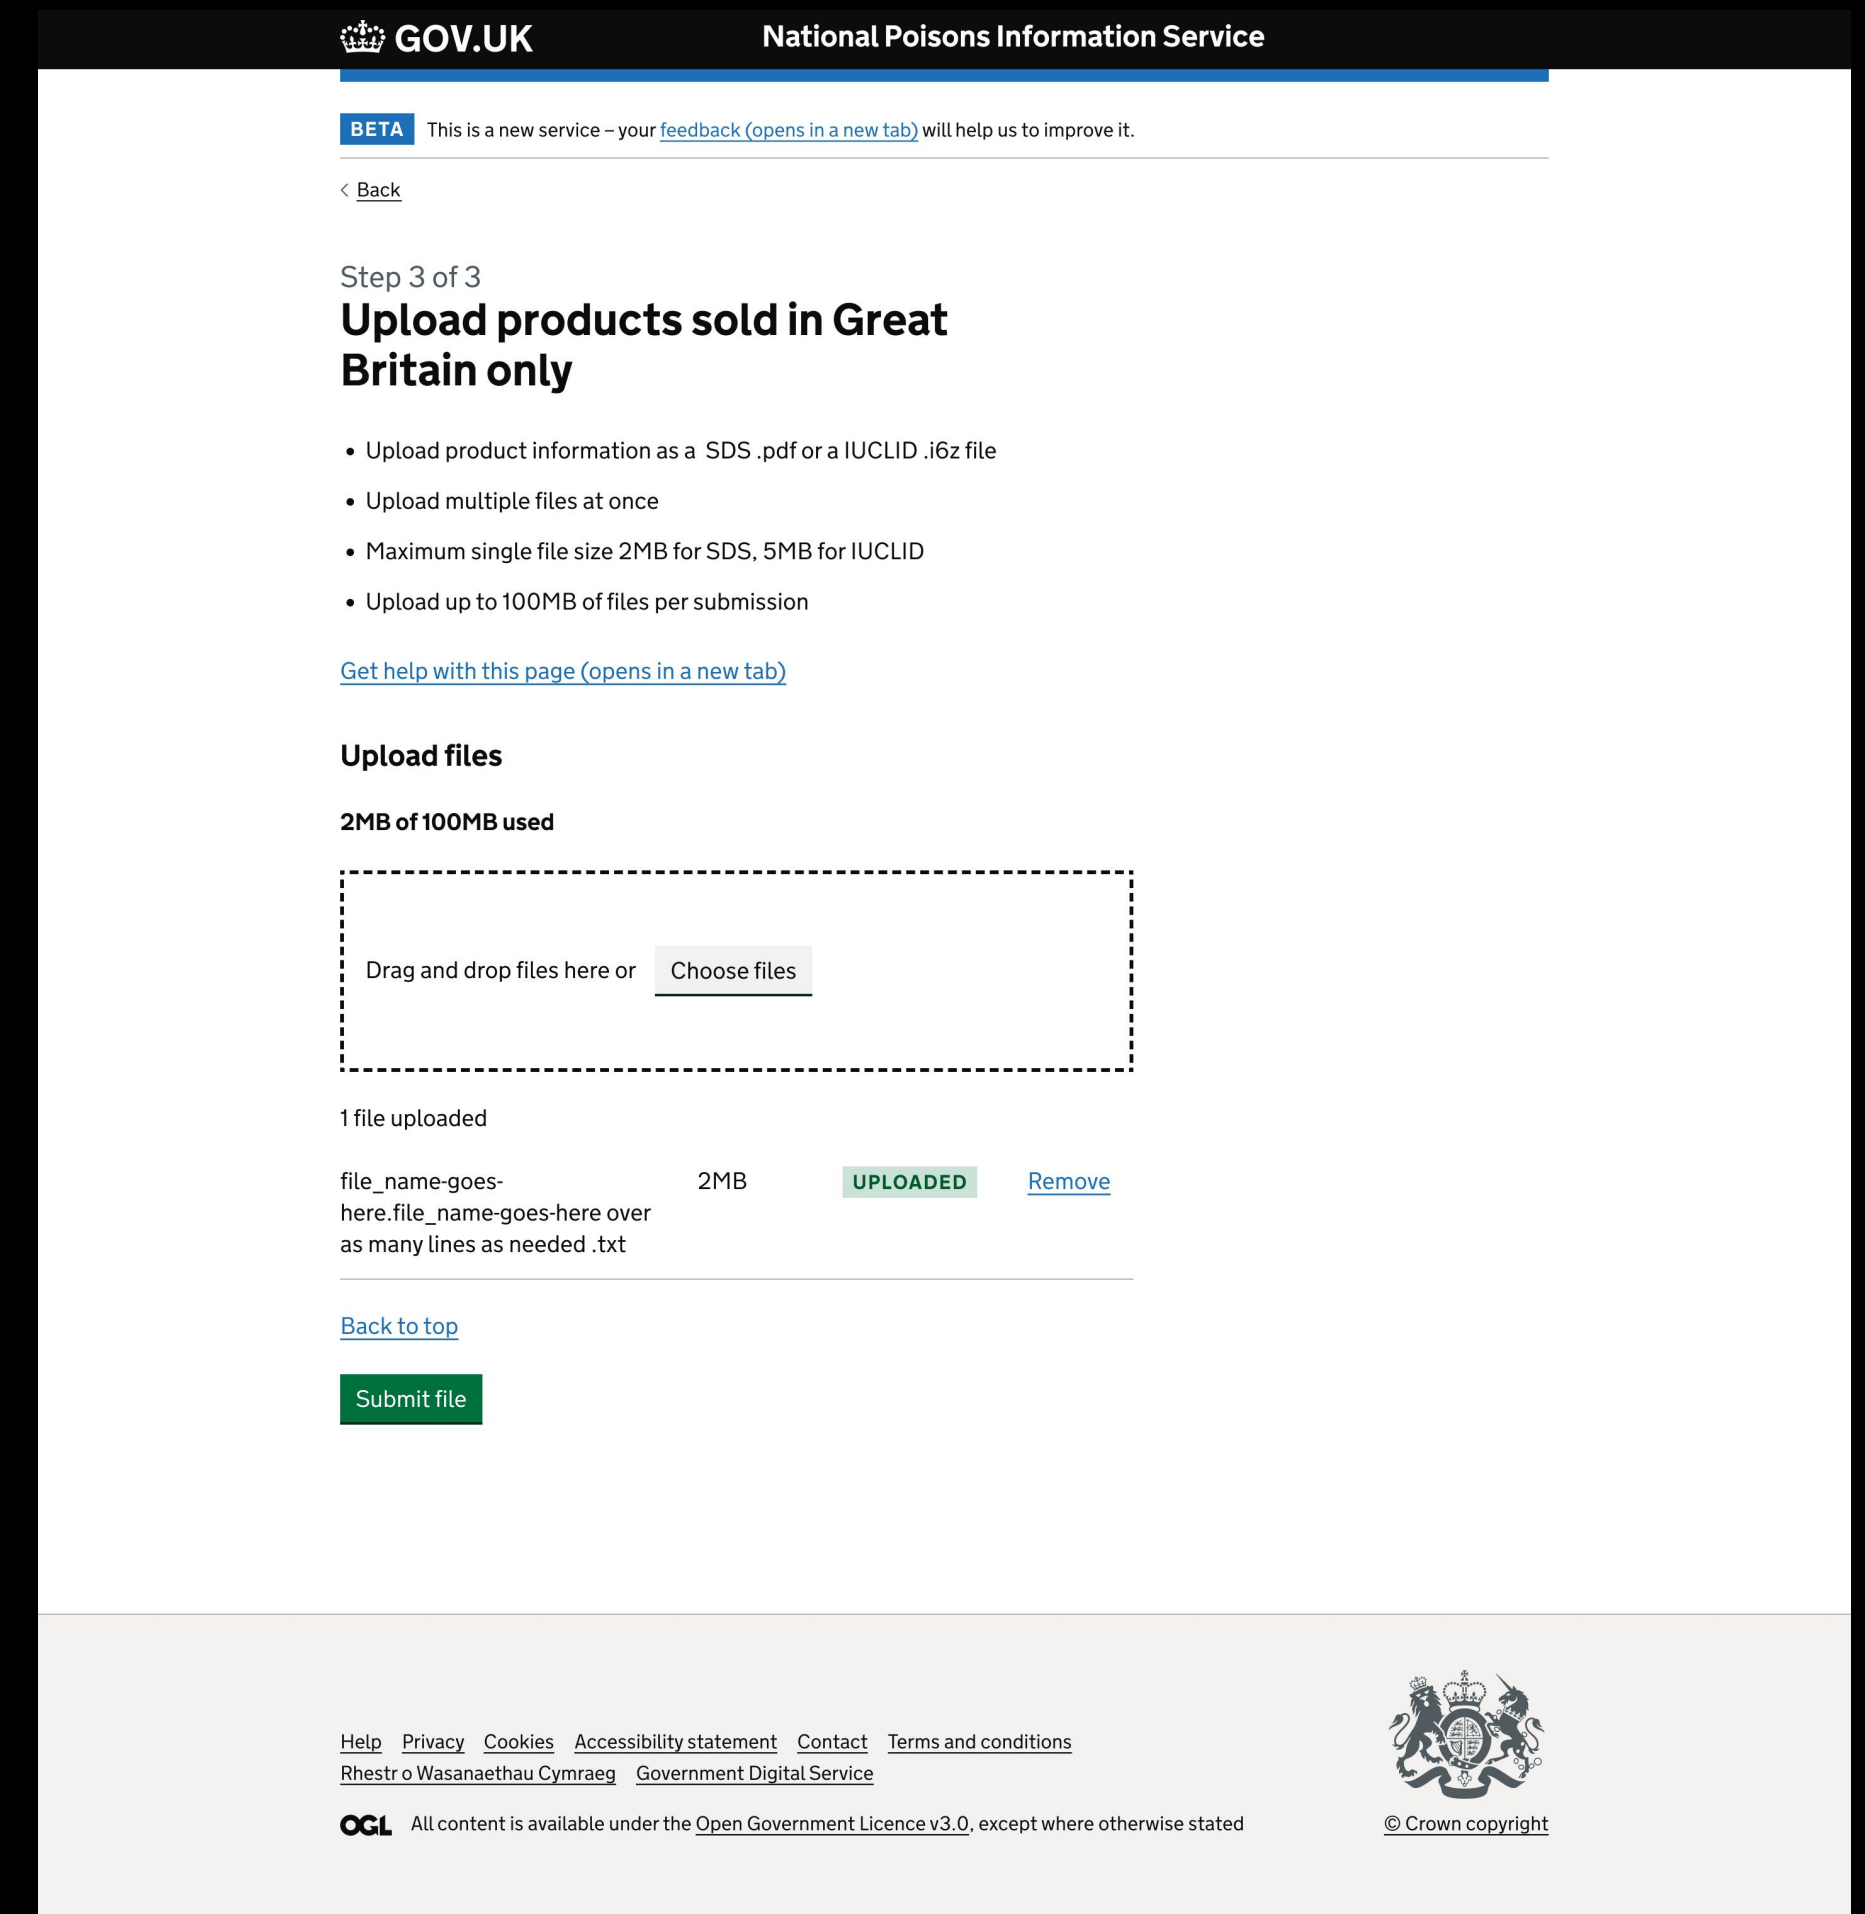 GOV.UK
National Poisons Information Service
BETA This is a new service – your feedback (opens in a new tab) will help us to improve it.
Back
Step 3 of 3
Upload products sold in Great
Britain only
• Upload product information as a  SDS .pdf or a IUCLID .i6z file
• Upload multiple files at once
• Maximum single file size 2MB for SDS, 5MB for IUCLID
• Upload up to 100MB of files per submission
Get help with this page (opens in a new tab)
Upload files
2MB of 100MB used
Drag and drop files here or Choose files
1 file uploaded
file_name-goes- 2MB UPLOADED Remove
here.file_name-goes-here over
as many lines as needed .txt
Back to top
Submit file
Help Privacy Cookies Accessibility statement Contact Terms and conditions
Rhestr o Wasanaethau Cymraeg Government Digital Service
OGL All content is available under the Open Government Licence v3.0, except where otherwise stated
© Crown copyright